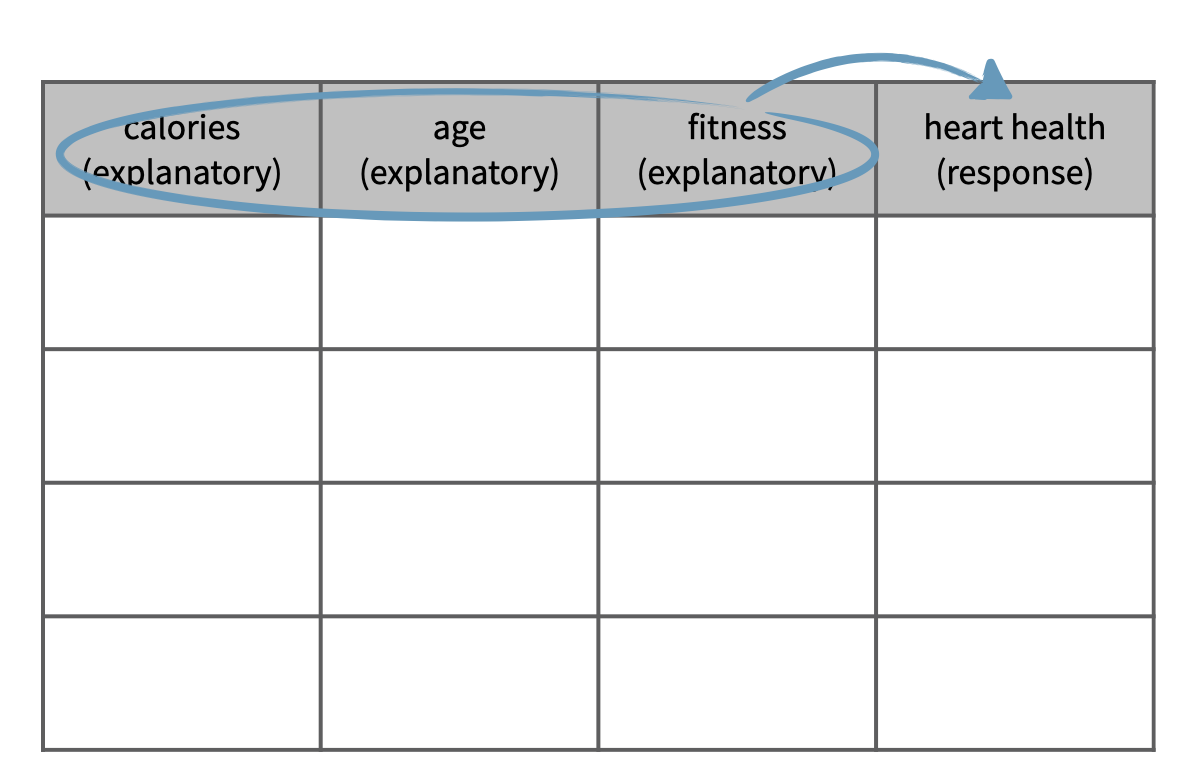 calories
(explanatory)
age
(explanatory)
fitness
(explanatory)
heart health
(response)